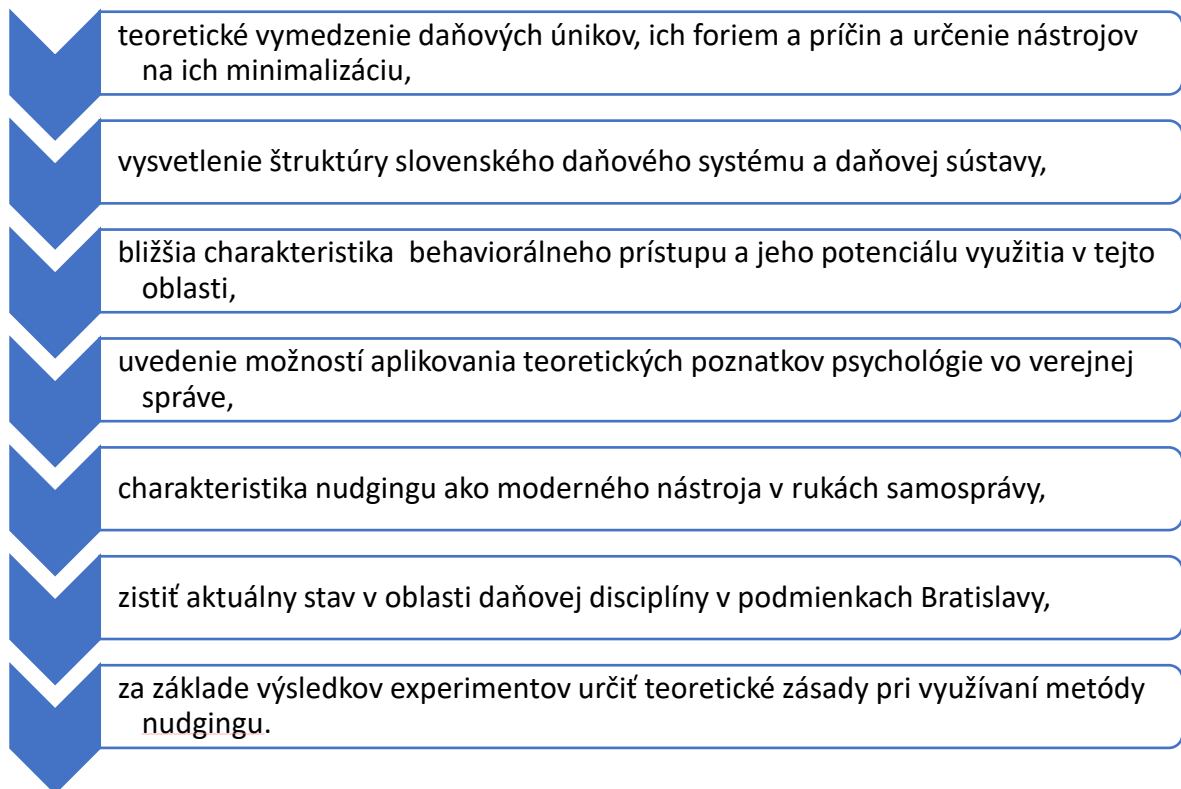 teoretické vymedzenie daňových únikov, ich foriem a príčin a určenie nástrojov
na ich minimalizáciu,
vysvetlenie štruktúry slovenského daňového systému a daňovej sústavy,
bližšia charakteristika  behaviorálneho prístupu a jeho potenciálu využitia v tejto
oblasti,
uvedenie možností aplikovania teoretických poznatkov psychológie vo verejnej
správe,
charakteristika nudgingu ako moderného nástroja v rukách samosprávy,
zistiť aktuálny stav v oblasti daňovej disciplíny v podmienkach Bratislavy,
za základe výsledkov experimentov určiť teoretické zásady pri využívaní metódy
nudgingu.